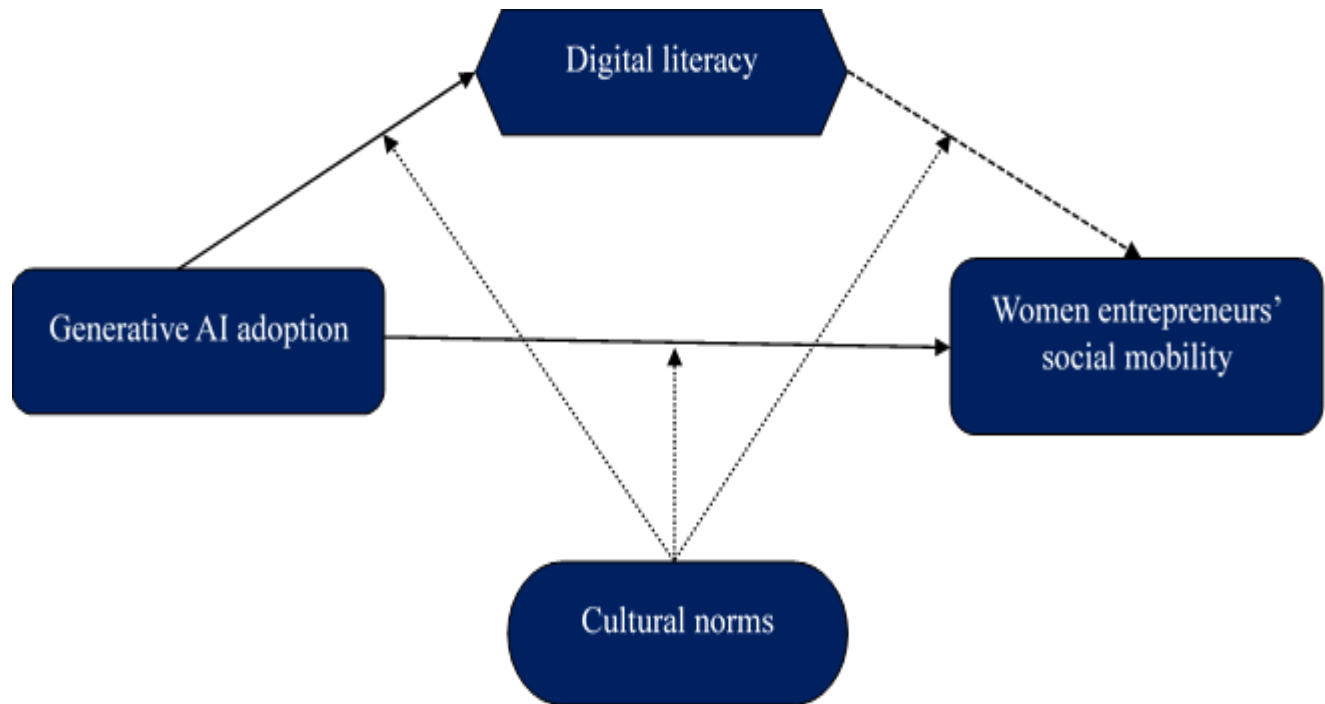 Digital literacy
Generative AI adoption
Women entrepreneurs’
social mobility
Cultural norms